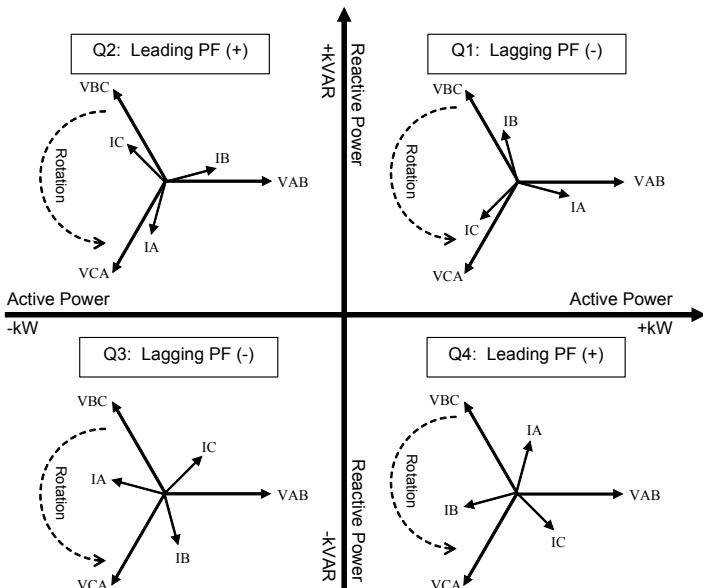 Q2: Leading PF (+)
Reactive Power
+kVAR
Q1: Lagging PF (-)
VBC
IC
IB
Rotation
VAB
IA
VCA
VBC
IB
Rotation
VAB
IA
IC
VCA
Active Power
-kW
Active Power
+kW
Q3: Lagging PF (-)
Q4: Leading PF (+)
VBC
IC
IA
Rotation
VAB
IB
VCA
Reactive Power
-kVAR
VBC
IA
Rotation
VAB
IB
IC
VCA